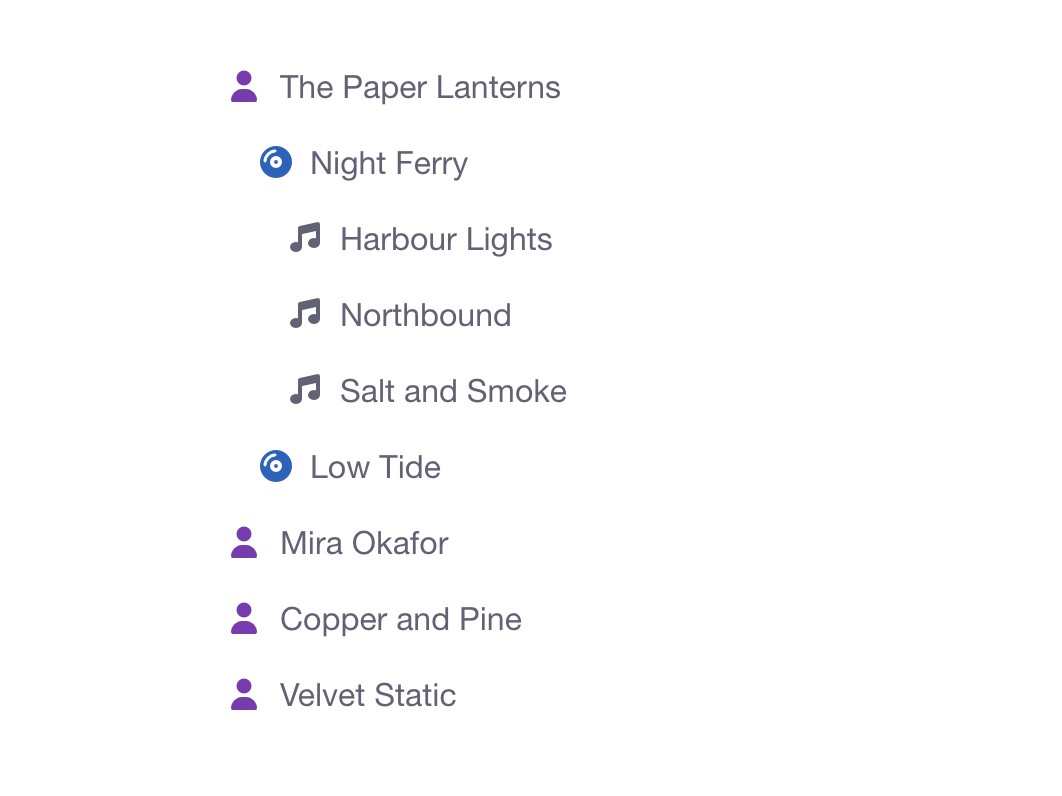 The Paper Lanterns
Night Ferry
Harbour Lights
Northbound
Salt and Smoke
Low Tide
Mira Okafor
Copper and Pine
Velvet Static